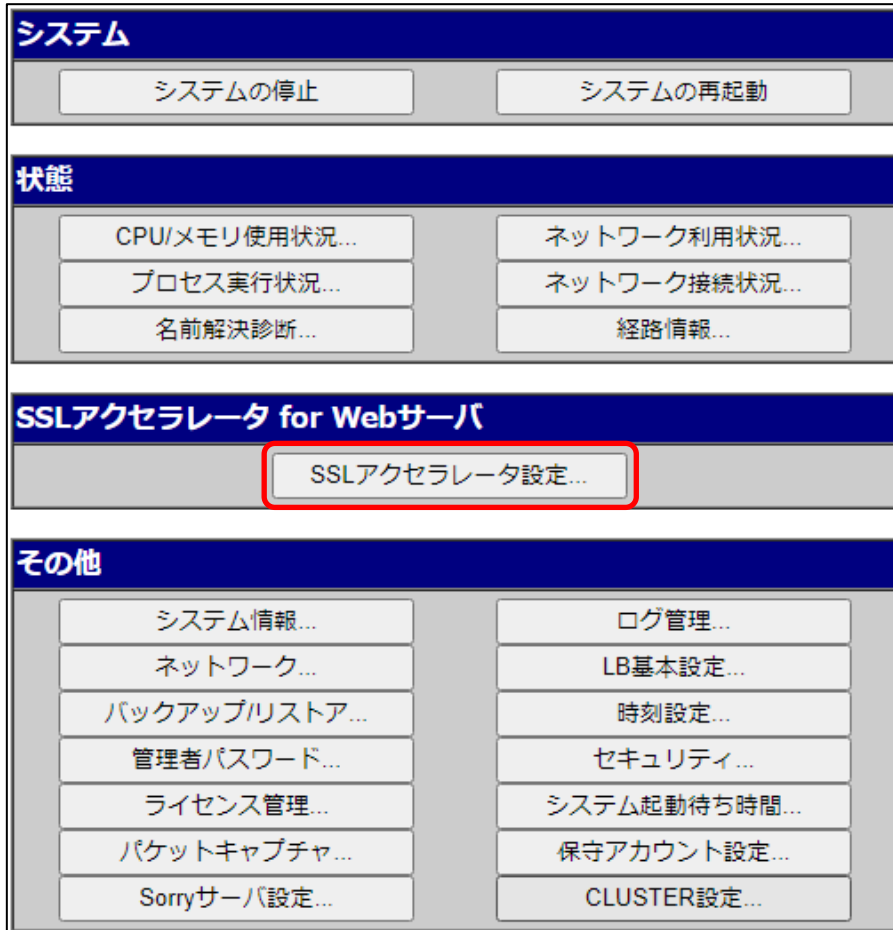 システム
システムの停止 システムの再起動
状態
CPU/メモリ使用状況... ネットワーク利用状況...
プロセス実行状況... ネットワーク接続状況...
名前解決診断... 経路情報...
SSLアクセラレータ for Webサーバ
SSLアクセラレータ設定...
その他
システム情報... ログ管理...
ネットワーク... LB基本設定...
バックアップ/リストア... 時刻設定...
管理者パスワード... セキュリティ...
ライセンス管理... システム起動待ち時間...
パケットキャプチャ... 保守アカウント設定...
Sorryサーバ設定... CLUSTER設定...